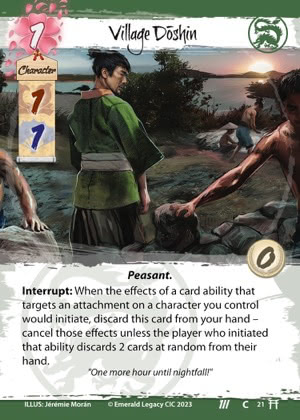 Village Dōshin
1
Character
1
1
0
Peasant.
Interrupt: When the effects of a card ability that
targets an attachment on a character you control
would initiate, discard this card from your hand –
cancel those effects unless the player who initiated
that ability discards 2 cards at random from their
hand.
"One more hour until nightfall!"
ILLUS: Jérémie Morán © Emerald Legacy CIC 2023 C 21